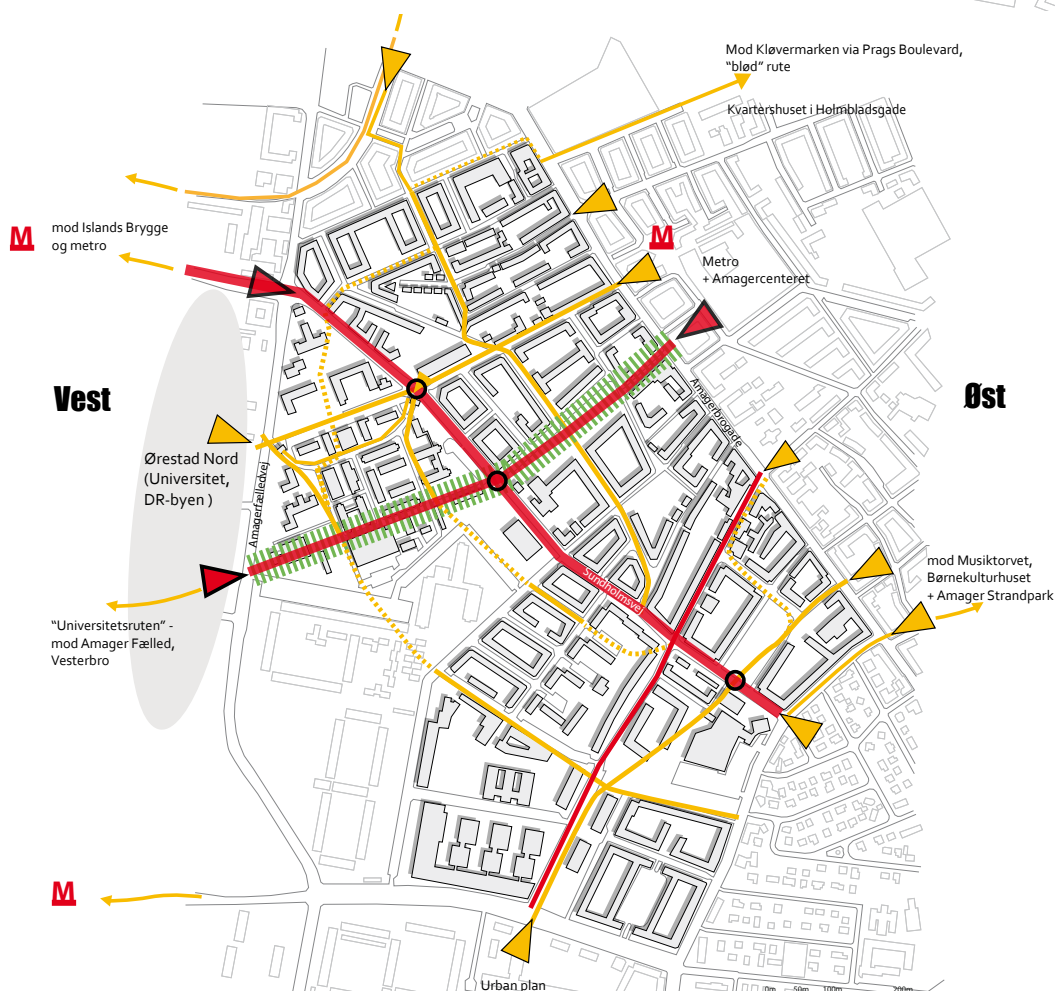 Mod Kløvermarken via Prags Boulevard,
"blød" rute
Kvartershuset i Holmbladsgade
M
mod Islands Brygge
og metro
M
Metro
+ Amagercenteret
Vest
Øst
Amagerbrogade
Ørestad Nord
(Universitet,
DR-byen )
Amagerfælledvej
Sundholmsvej
mod Musiktorvet,
Børnekulturhuset
+ Amager Strandpark
"Universitetsruten" -
mod Amager Fælled,
Vesterbro
M
Urban plan
0m 50m 100m 200m